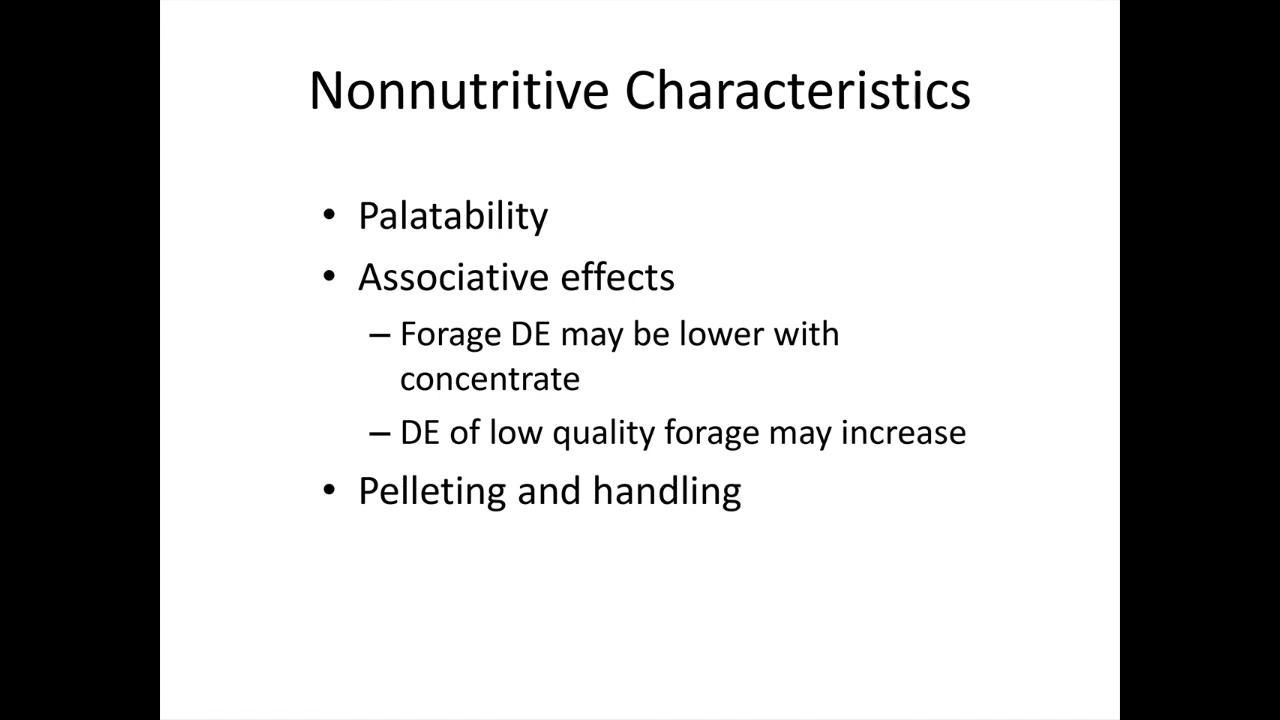 Nonnutritive Characteristics
• Palatability
• Associative effects
– Forage DE may be lower with
concentrate
– DE of low quality forage may increase
• Pelleting and handling